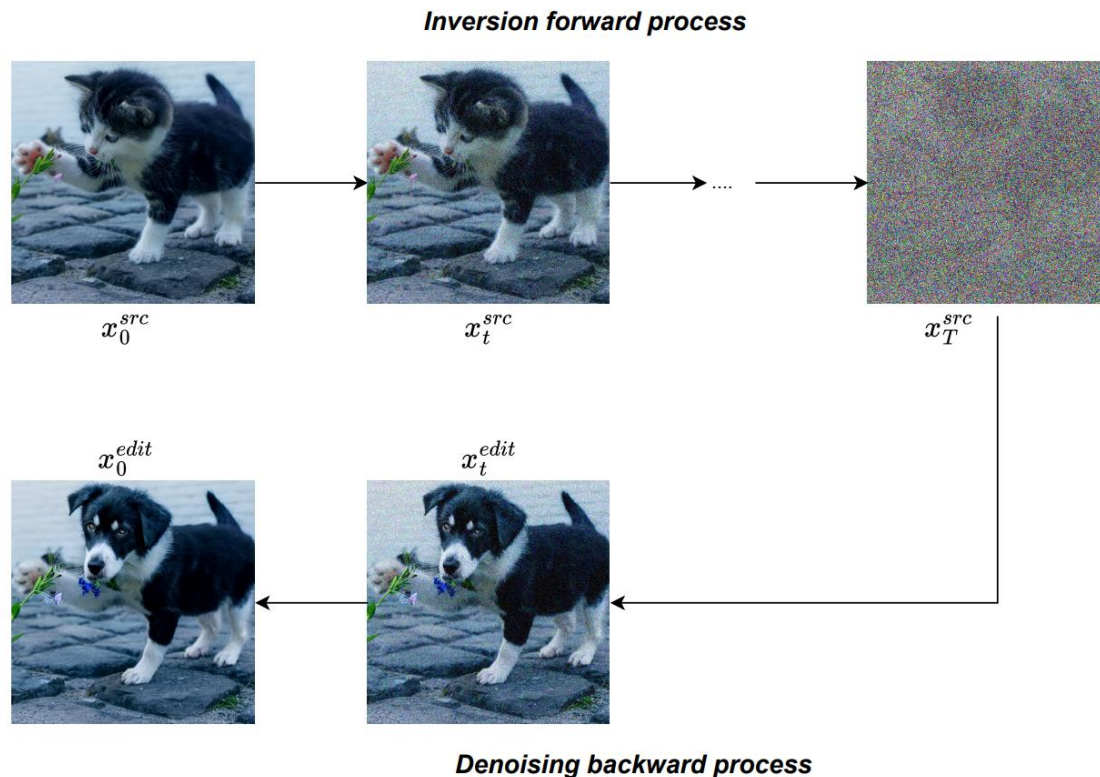 Inversion forward process
....
x_0^{src}
x_t^{src}
x_T^{src}
x_0^{edit}
x_t^{edit}
Denoising backward process